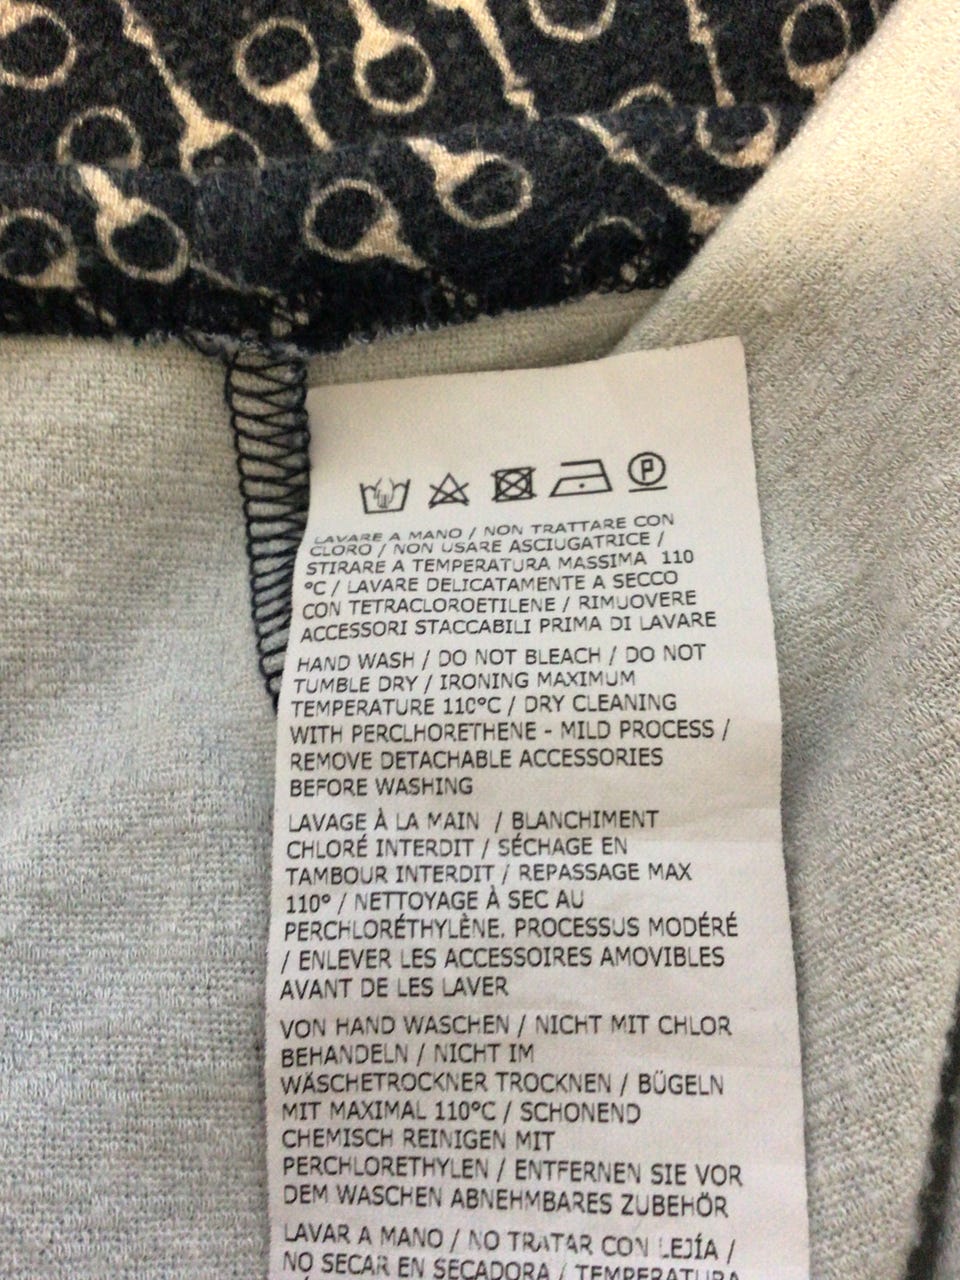 P
LAVARE A MANO / NON TRATTARE CON
CLORO / NON USARE ASCIUGATRICE /
STIRARE A TEMPERATURA MASSIMA 110
°C / LAVARE DELICATAMENTE A SECCO
CON TETRACLOROETILENE / RIMUOVERE
ACCESSORI STACCABILI PRIMA DI LAVARE
HAND WASH / DO NOT BLEACH / DO NOT
TUMBLE DRY / IRONING MAXIMUM
TEMPERATURE 110°C / DRY CLEANING
WITH PERCLHORETHENE - MILD PROCESS /
REMOVE DETACHABLE ACCESSORIES
BEFORE WASHING
LAVAGE À LA MAIN / BLANCHIMENT
CHLORÉ INTERDIT / SÉCHAGE EN
TAMBOUR INTERDIT / REPASSAGE MAX
110° / NETTOYAGE À SEC AU
PERCHLORÉTHYLÈNE. PROCESSUS MODÉRÉ
/ ENLEVER LES ACCESSOIRES AMOVIBLES
AVANT DE LES LAVER
VON HAND WASCHEN / NICHT MIT CHLOR
BEHANDELN / NICHT IM
WÄSCHETROCKNER TROCKNEN / BÜGELN
MIT MAXIMAL 110°C / SCHONEND
CHEMISCH REINIGEN MIT
PERCHLORETHYLEN / ENTFERNEN SIE VOR
DEM WASCHEN ABNEHMBARES ZUBEHÖR
LAVAR A MANO / NO TRATAR CON LEJÍA /
NO SECAR EN SECADORA / TEMPERATURA